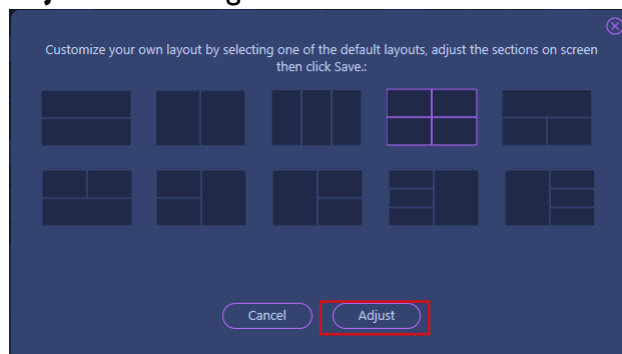 Customize your own layout by selecting one of the default layouts, adjust the sections on screen
then click Save.:
Cancel
Adjust